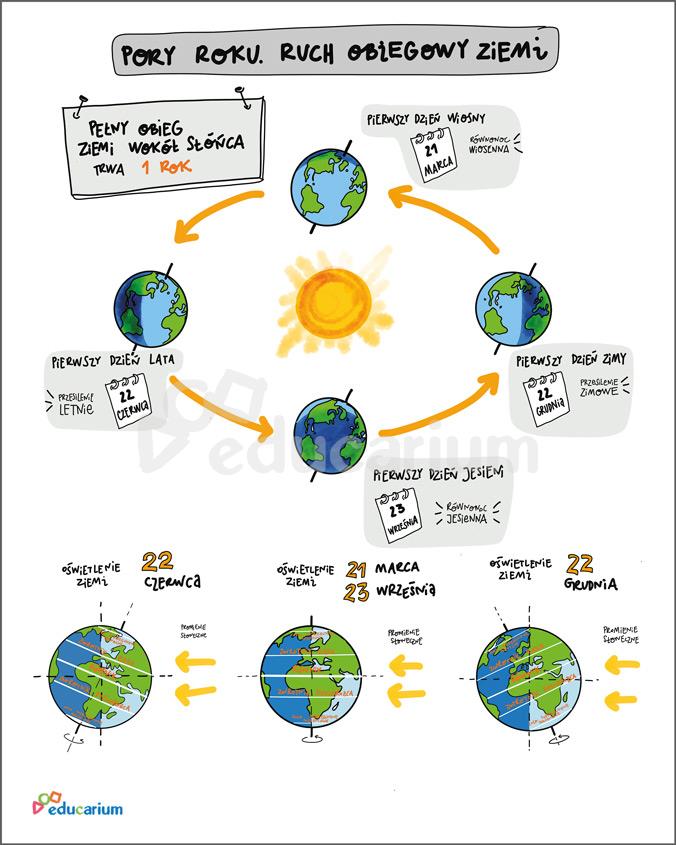 PORY ROKU. RUCH OBIEGOWY ZIEMI
PEŁNY OBIEG
ZIEMI WOKÓŁ SŁOŃCA
TRWA 1 ROK
PIERWSZY DZIEŃ WIOSNY
21
MARCA
RÓWNONOC
WIOSENNA
PIERWSZY DZIEŃ LATA
PRZESILENIE
LETNIE
22
CZERWCA
PIERWSZY DZIEŃ ZIMY
22
GRUDNIA
PRZESILENIE
ZIMOWE
educarium
PIERWSZY DZIEŃ JESIENI
23
WRZEŚNIA
RÓWNONOC
JESIENNA
OŚWIETLENIE
ZIEMI
22
CZERWCA
PROMIENIE
SŁONECZNE
OŚWIETLENIE
ZIEMI
21 MARCA
23 WRZEŚNIA
PROMIENIE
SŁONECZNE
OŚWIETLENIE
ZIEMI
22
GRUDNIA
PROMIENIE
SŁONECZNE
educarium